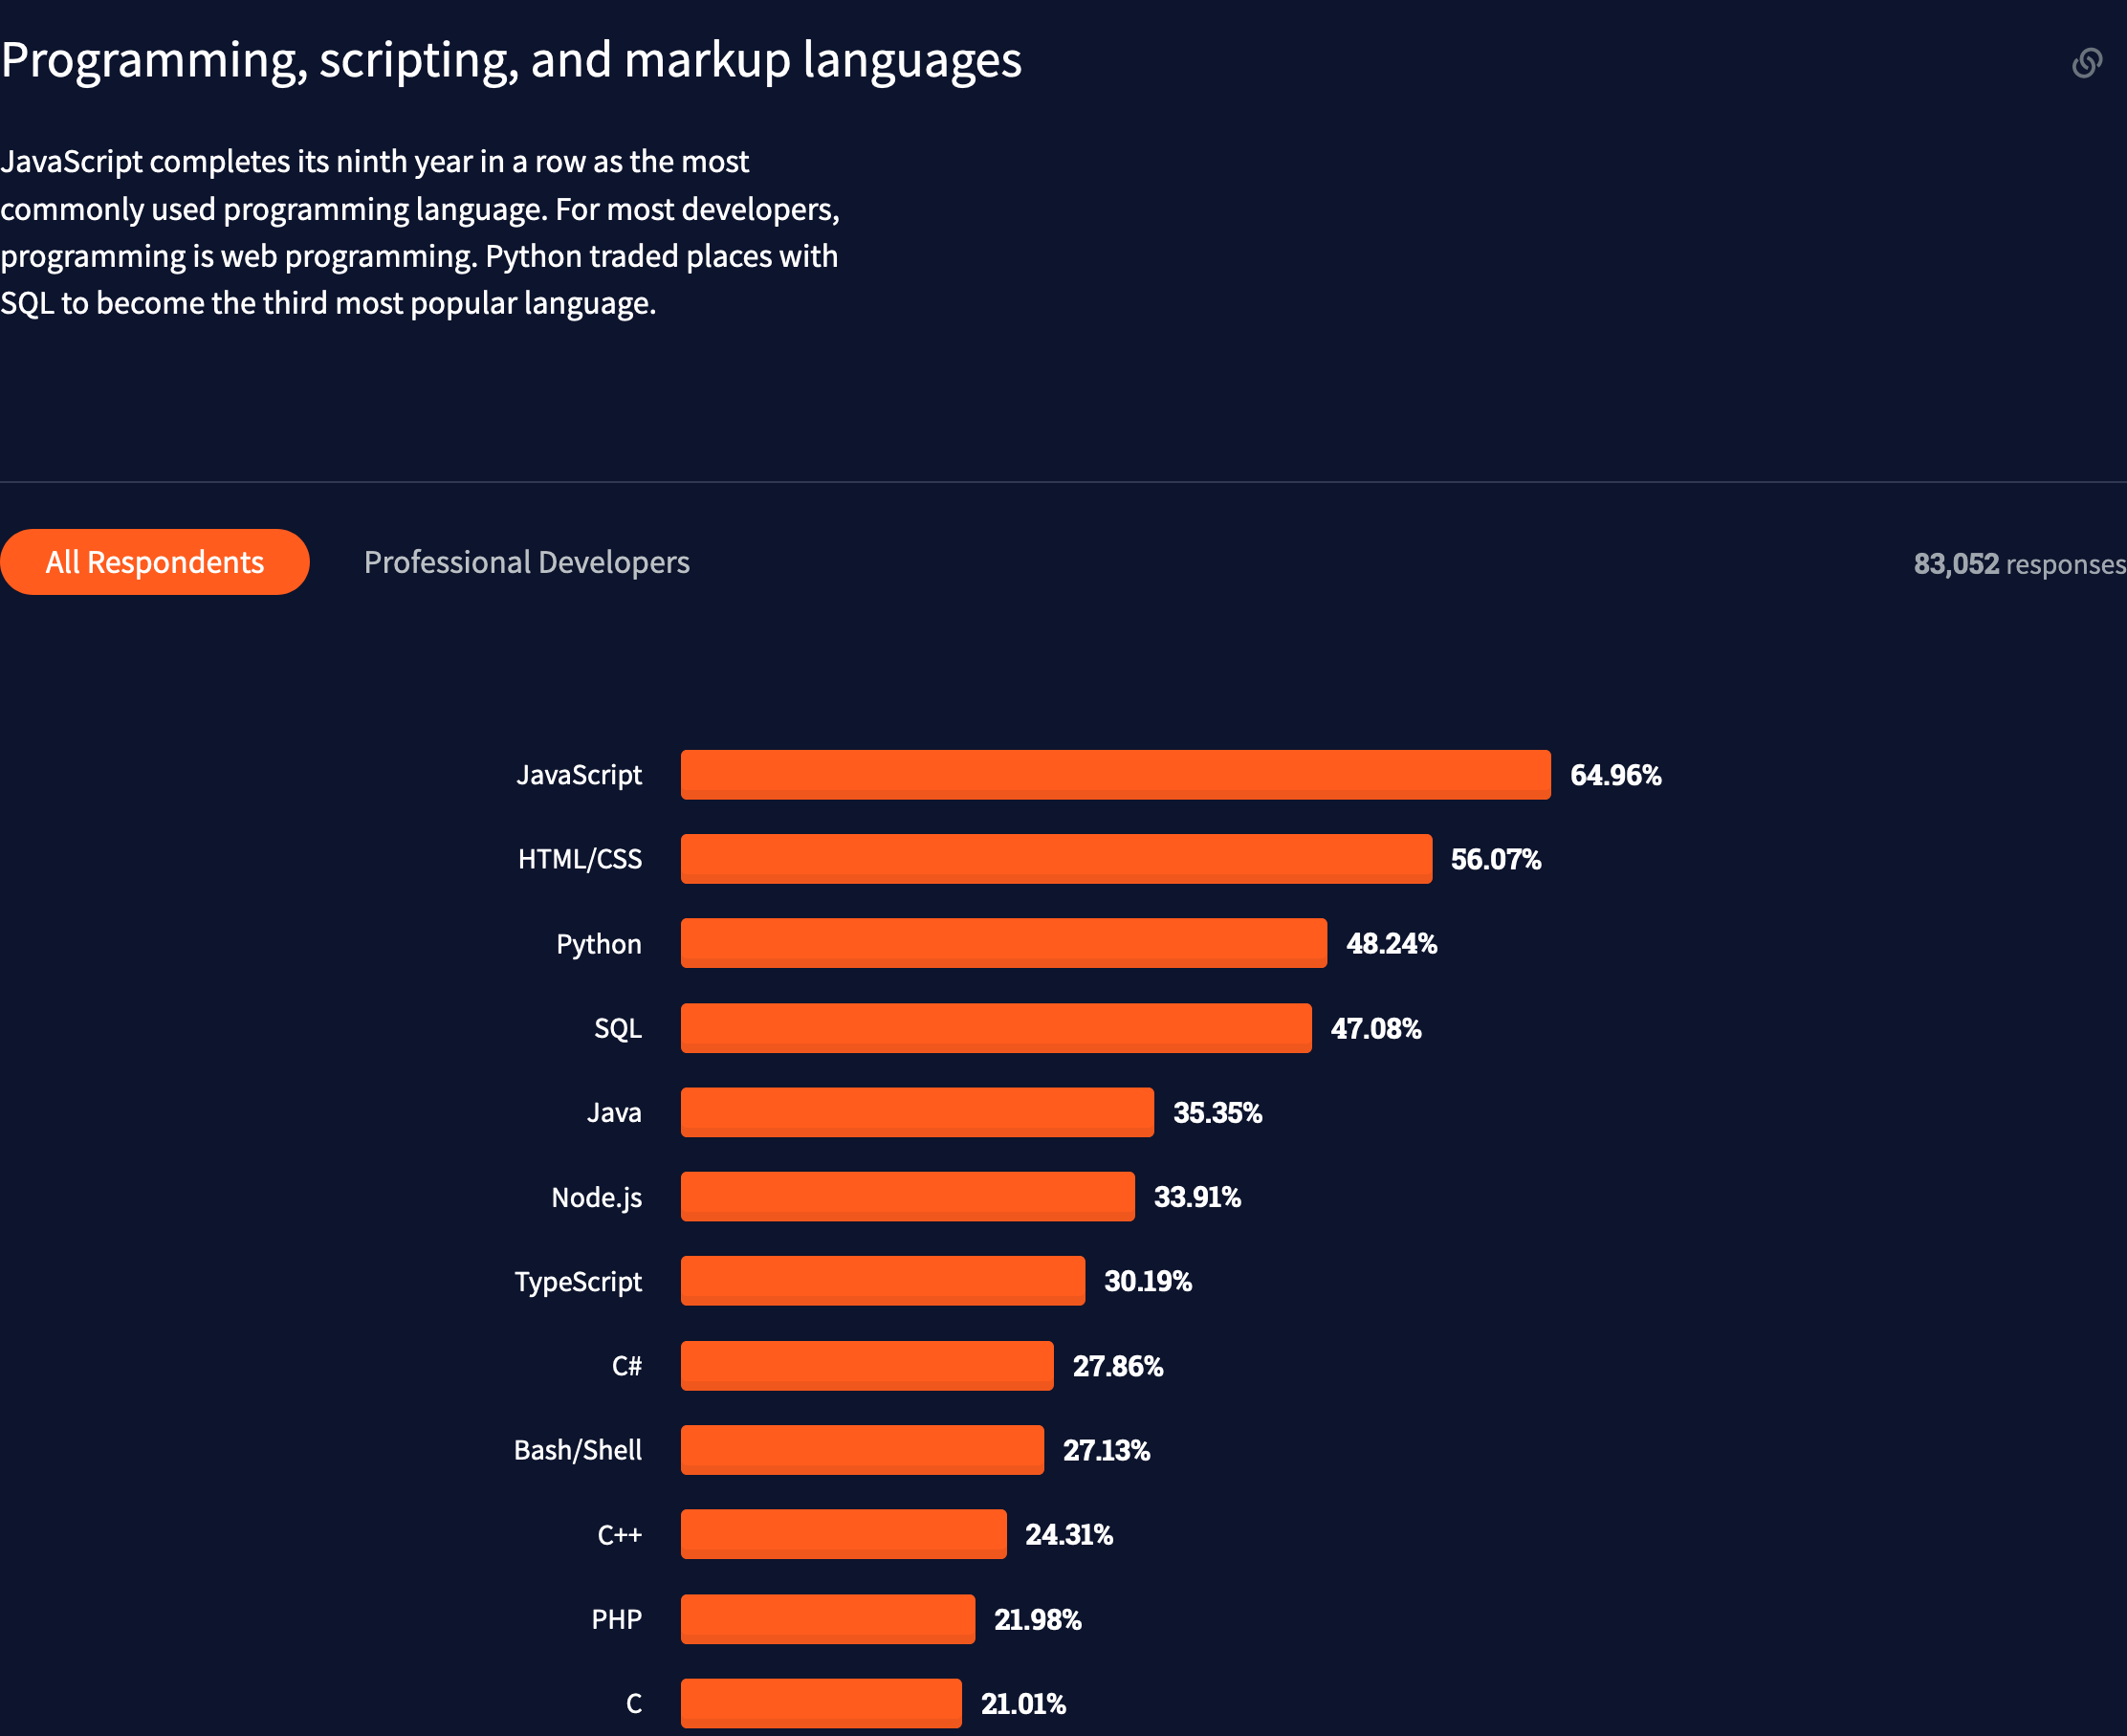 Programming, scripting, and markup languages
JavaScript completes its ninth year in a row as the most
commonly used programming language. For most developers,
programming is web programming. Python traded places with
SQL to become the third most popular language.
All Respondents Professional Developers 83,052 responses
JavaScript 64.96%
HTML/CSS 56.07%
Python 48.24%
SQL 47.08%
Java 35.35%
Node.js 33.91%
TypeScript 30.19%
C# 27.86%
Bash/Shell 27.13%
C++ 24.31%
PHP 21.98%
C 21.01%